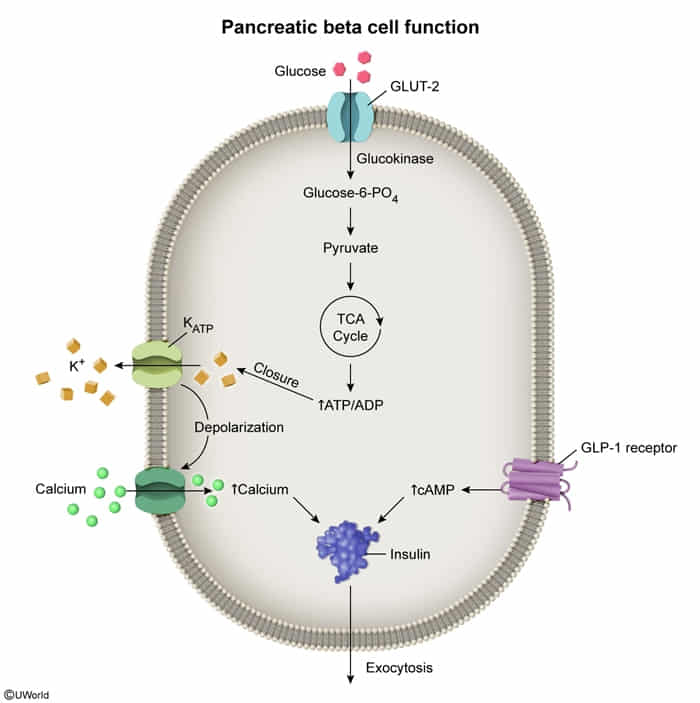 Pancreatic beta cell function
Glucose
GLUT-2
Glucokinase
Glucose-6-PO₄
Pyruvate
TCA
Cycle
K_ATP
K⁺
Closure
↑ATP/ADP
Depolarization
GLP-1 receptor
Calcium
↑Calcium
↑cAMP
Insulin
Exocytosis
©UWorld